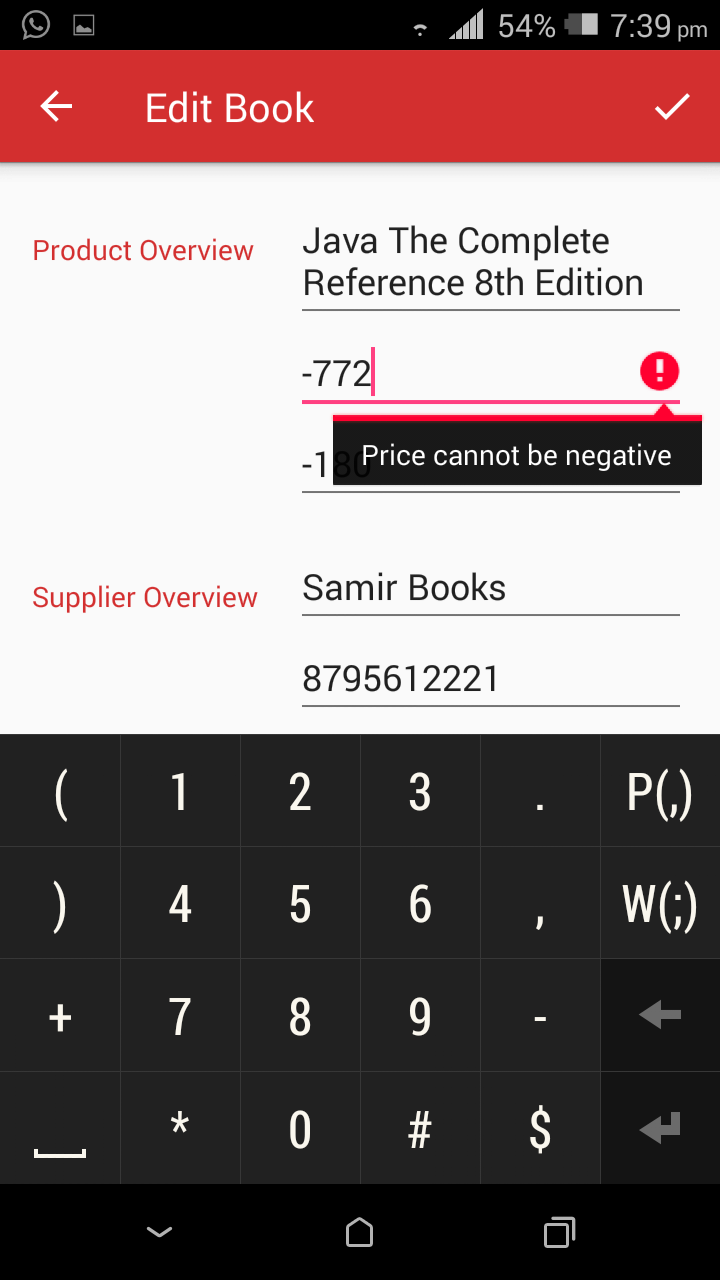 54% 7:39 pm
Edit Book
Product Overview
Java The Complete
Reference 8th Edition
-772
Price cannot be negative
-180
Supplier Overview
Samir Books
8795612221
( 1 2 3 . P(,)
) 4 5 6 , W(;)
+ 7 8 9 -
* 0 # $